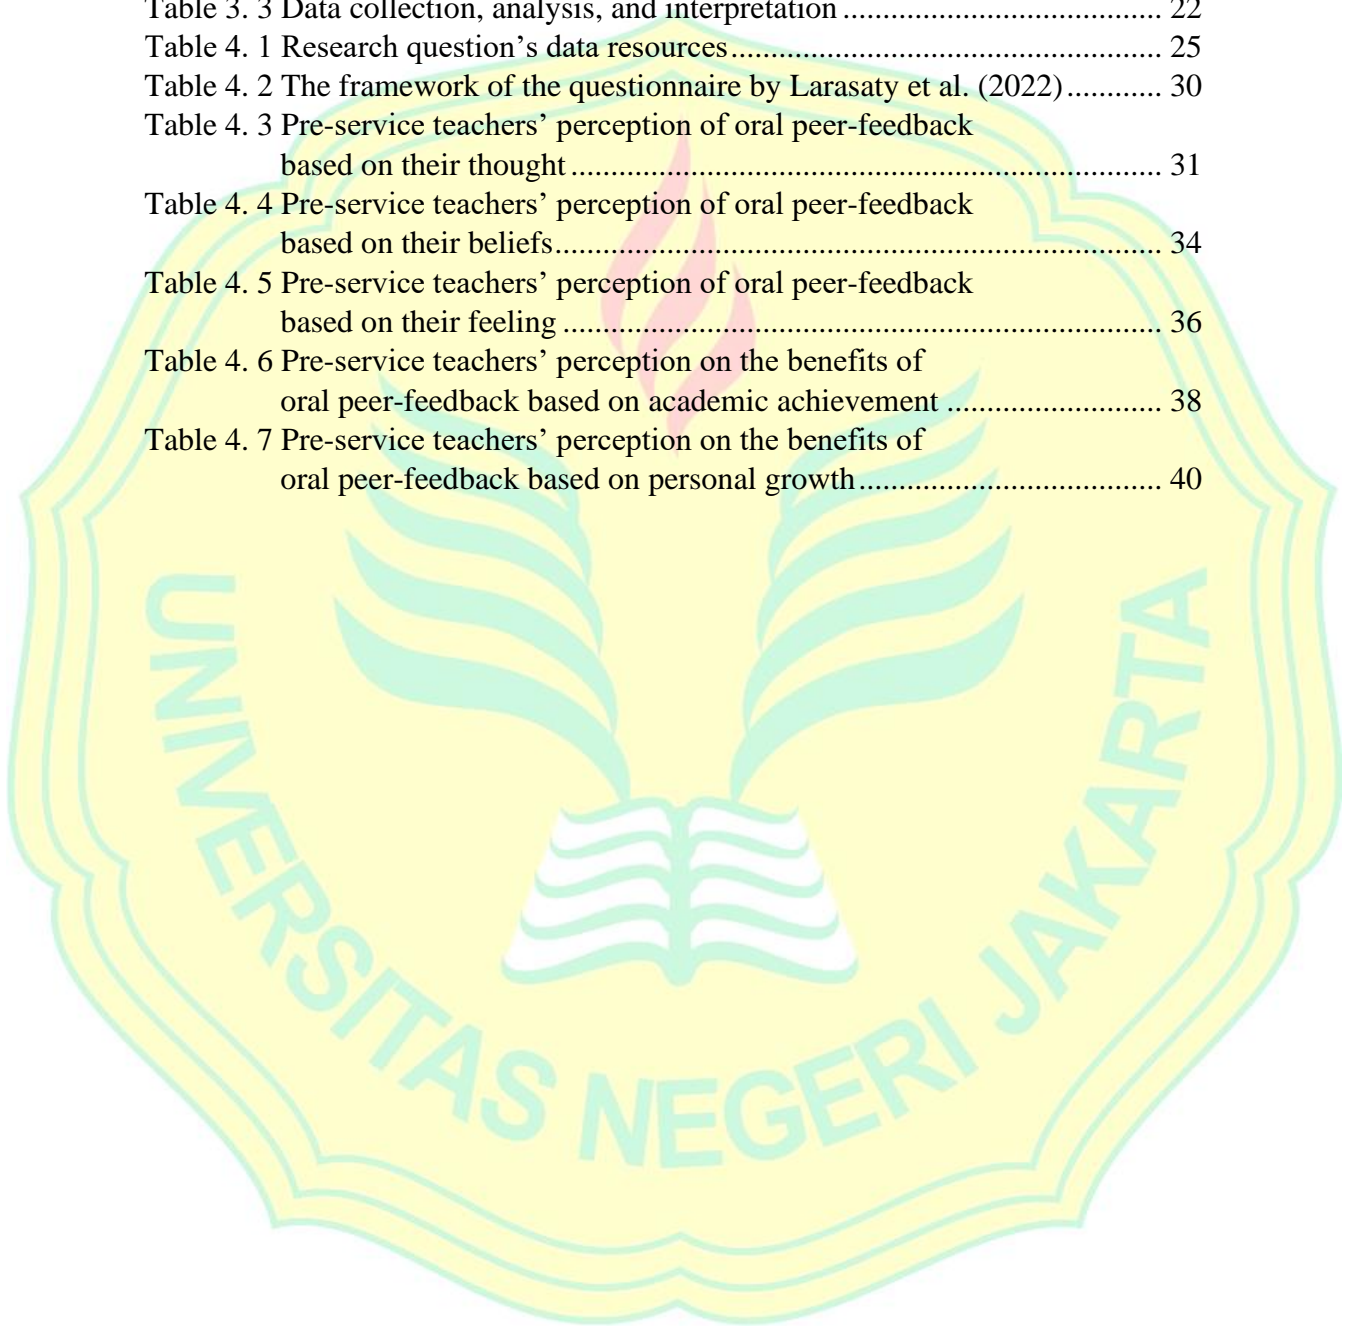 Table 3. 3 Data collection, analysis, and interpretation ........................................ 22
Table 4. 1 Research question’s data resources...................................................... 25
Table 4. 2 The framework of the questionnaire by Larasaty et al. (2022)............ 30
Table 4. 3 Pre-service teachers’ perception of oral peer-feedback
based on their thought .......................................................................... 31
Table 4. 4 Pre-service teachers’ perception of oral peer-feedback
based on their beliefs............................................................................ 34
Table 4. 5 Pre-service teachers’ perception of oral peer-feedback
based on their feeling ........................................................................... 36
Table 4. 6 Pre-service teachers’ perception on the benefits of
oral peer-feedback based on academic achievement ........................... 38
Table 4. 7 Pre-service teachers’ perception on the benefits of
oral peer-feedback based on personal growth...................................... 40
UNIVERSITAS NEGERI JAKARTA